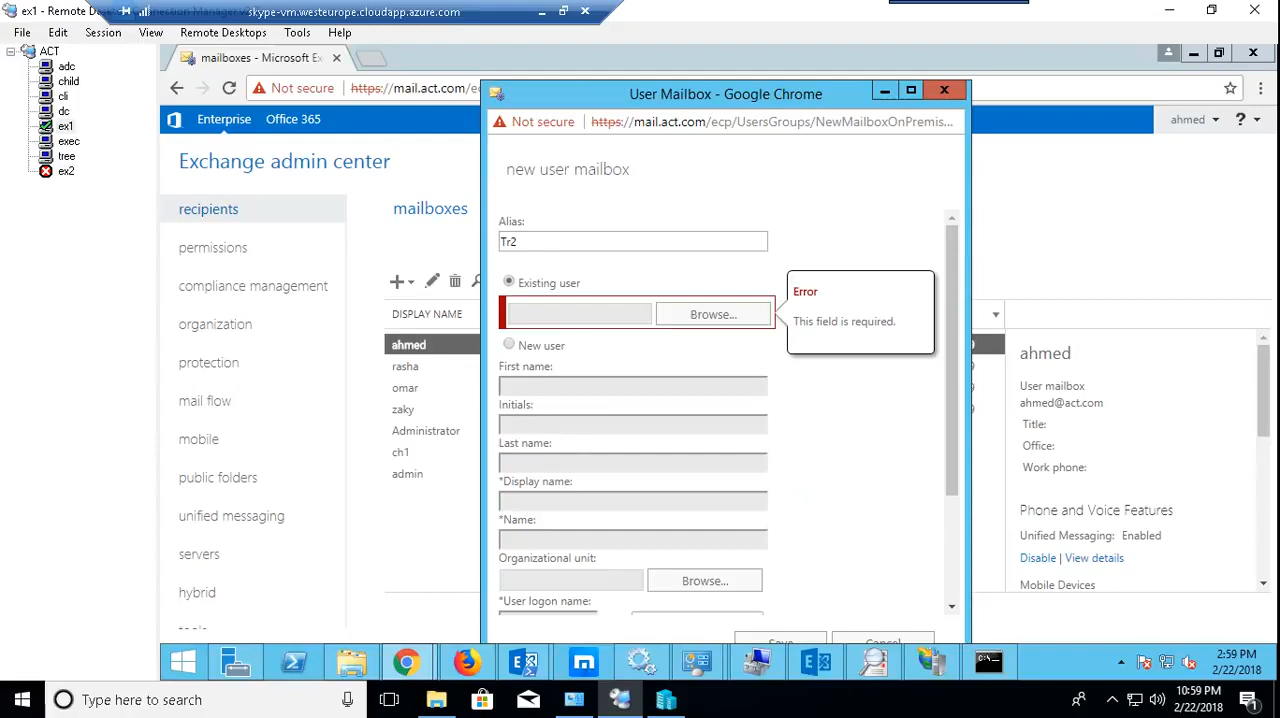 ex1 - Remote Desktop Connection Manager
skype-vm.westeurope.cloudapp.azure.com
File Edit Session View Remote Desktops Tools Help
ACT
adc
child
cli
dc
ex1
exec
tree
ex2
mailboxes - Microsoft Ex
Not secure https://mail.act.com/ec
Enterprise Office 365
ahmed ?
Exchange admin center
recipients
permissions
compliance management
organization
protection
mail flow
mobile
public folders
unified messaging
servers
hybrid
mailboxes
DISPLAY NAME
ahmed
rasha
omar
zaky
Administrator
ch1
admin
User Mailbox - Google Chrome
Not secure https://mail.act.com/ecp/UsersGroups/NewMailboxOnPremis...
new user mailbox
Alias:
Tr2
Existing user
Browse...
Error
This field is required.
New user
First name:
Initials:
Last name:
*Display name:
*Name:
Organizational unit:
Browse...
*User logon name:
Save Cancel
ahmed
User mailbox
ahmed@act.com
Title:
Office:
Work phone:
Phone and Voice Features
Unified Messaging: Enabled
Disable | View details
Mobile Devices
2:59 PM
2/22/2018
Type here to search
10:59 PM
2/22/2018